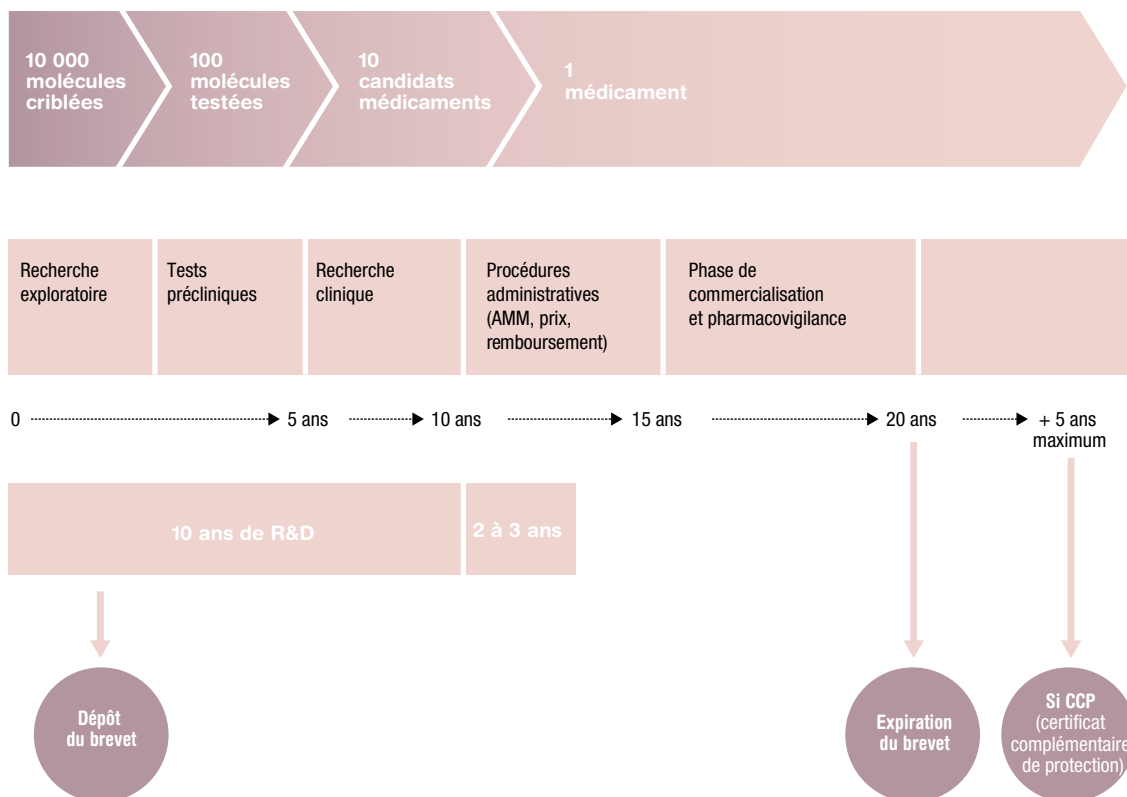 10 000
molécules
criblées
100
molécules
testées
10
candidats
médicaments
1
médicament
Recherche
exploratoire
Tests
précliniques
Recherche
clinique
Procédures
administratives
(AMM, prix,
remboursement)
Phase de
commercialisation
et pharmacovigilance
0
5 ans
10 ans
15 ans
20 ans
+ 5 ans
maximum
10 ans de R&D
2 à 3 ans
Dépôt
du brevet
Expiration
du brevet
Si CCP
(certificat
complémentaire
de protection)